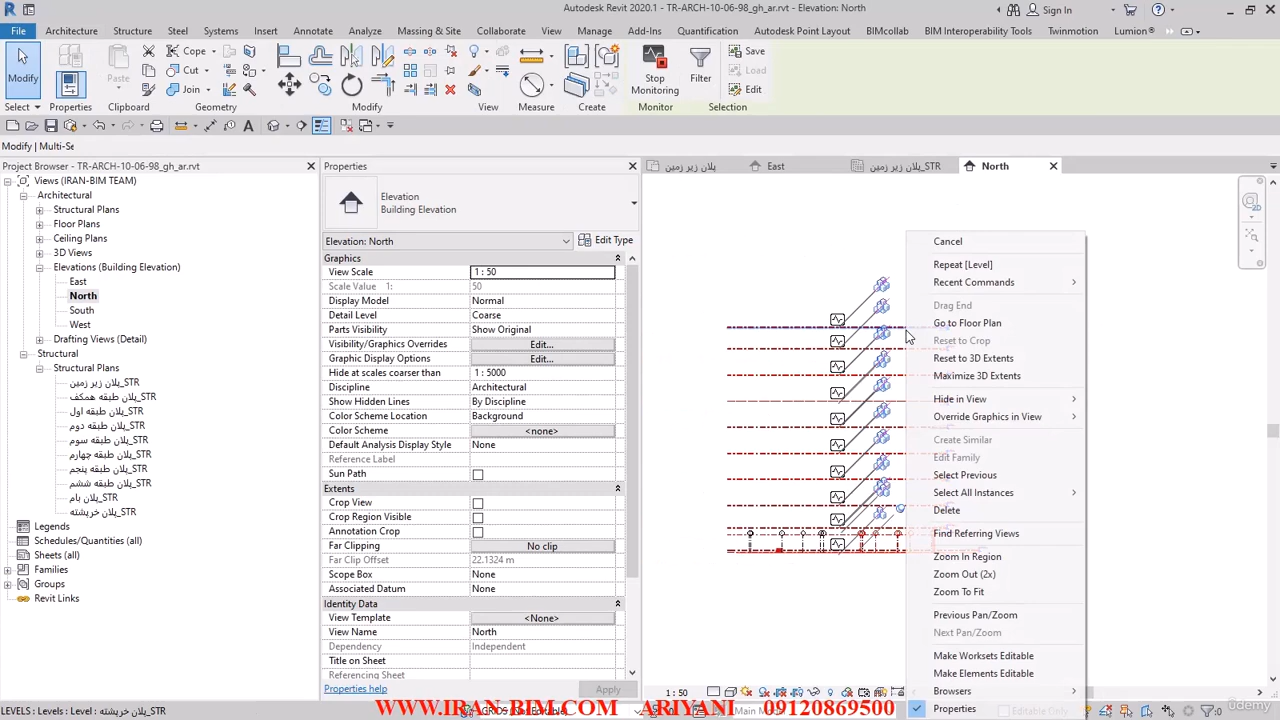 Autodesk Revit 2020.1 - TR-ARCH-10-06-98_gh_ar.rvt - Elevation: North
Sign In
File Architecture Structure Steel Systems Insert Annotate Analyze Massing & Site Collaborate View Manage Add-Ins Quantification Autodesk Point Layout BIMcollab BIM Interoperability Tools Twinmotion Lumion®
Cope Cut Join
Save Load Edit
Modify Properties Paste Stop Monitoring Filter
Select Properties Clipboard Geometry Modify View Measure Create Monitor Selection
Modify | Multi-Se
Project Browser - TR-ARCH-10-06-98_gh_ar.rvt
Views (IRAN-BIM TEAM)
Architectural
Structural Plans
Floor Plans
Ceiling Plans
3D Views
Elevations (Building Elevation)
East
North
South
West
Drafting Views (Detail)
Structural
Structural Plans
پلان زیر زمین_STR
پلان طبقه همکف_STR
پلان طبقه اول_STR
پلان طبقه دوم_STR
پلان طبقه سوم_STR
پلان طبقه چهارم_STR
پلان طبقه پنجم_STR
پلان طبقه ششم_STR
پلان بام_STR
پلان خرپشته_STR
Legends
Schedules/Quantities (all)
Sheets (all)
Families
Groups
Revit Links
Properties
Elevation
Building Elevation
Elevation: North Edit Type
Graphics
View Scale 1 : 50
Scale Value 1: 50
Display Model Normal
Detail Level Coarse
Parts Visibility Show Original
Visibility/Graphics Overrides Edit...
Graphic Display Options Edit...
Hide at scales coarser than 1 : 5000
Discipline Architectural
Show Hidden Lines By Discipline
Color Scheme Location Background
Color Scheme <none>
Default Analysis Display Style None
Reference Label
Sun Path
Extents
Crop View
Crop Region Visible
Annotation Crop
Far Clipping No clip
Far Clip Offset 22.1324 m
Scope Box None
Associated Datum None
Identity Data
View Template <None>
View Name North
Dependency Independent
Title on Sheet
Referencing Sheet
Properties help Apply
پلان زیر زمین East پلان زیر زمین_STR North
2D
Cancel
Repeat [Level]
Recent Commands
Drag End
Go to Floor Plan
Reset to Crop
Reset to 3D Extents
Maximize 3D Extents
Hide in View
Override Graphics in View
Create Similar
Edit Family
Select Previous
Select All Instances
Delete
Find Referring Views
Zoom In Region
Zoom Out (2x)
Zoom To Fit
Previous Pan/Zoom
Next Pan/Zoom
Make Worksets Editable
Make Elements Editable
Browsers
Properties
1 : 50
LEVELS : Levels : Level : پلان خرپشته_STR
WWW.IRAN-BIM.COM ARIYANI 09120869500
Main Mode
Editable Only
Udemy